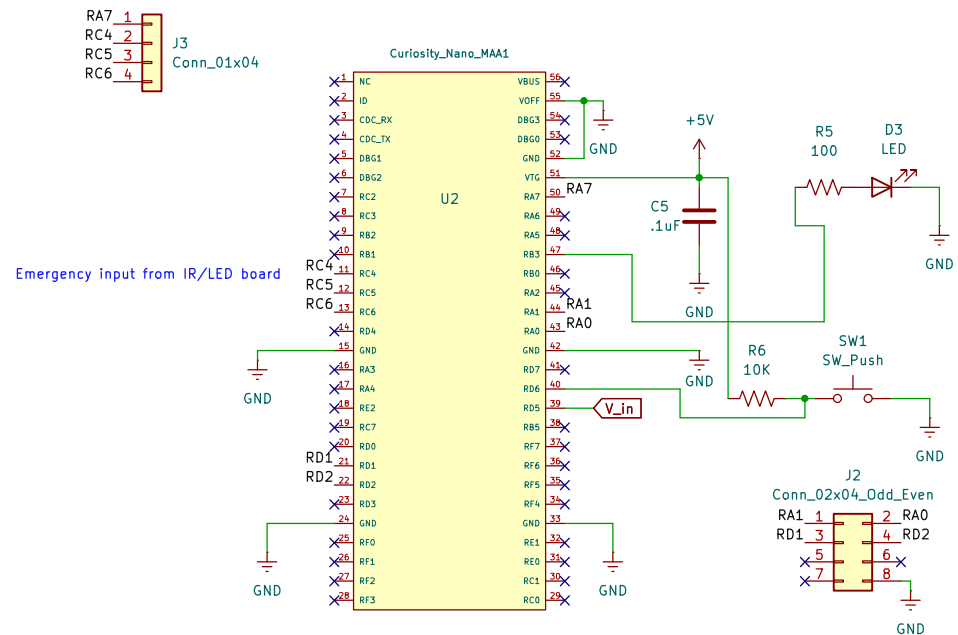 RA7 1
RC4 2
RC5 3
RC6 4
J3
Conn_01x04
Curiosity_Nano_MAA1
U2
1 NC
2 ID
3 CDC_RX
4 CDC_TX
5 DBG1
6 DBG2
7 RC2
8 RC3
9 RB2
10 RB1
RC4 11 RC4
RC5 12 RC5
RC6 13 RC6
14 RD4
15 GND
16 RA3
17 RA4
18 RE2
19 RC7
20 RD0
RD1 21 RD1
RD2 22 RD2
23 RD3
24 GND
25 RF0
26 RF1
27 RF2
28 RF3
VBUS 56
VOFF 55
DBG3 54
DBG0 53
GND 52
VTG 51
RA7 50 RA7
RA6 49
RA5 48
RB3 47
RB0 46
RA2 45
RA1 44 RA1
RA0 43 RA0
GND 42
RD7 41
RD6 40
RD5 39
RB5 38
RF7 37
RF6 36
RF5 35
RF4 34
GND 33
RE1 32
RE0 31
RC1 30
RC0 29
Emergency input from IR/LED board
GND
GND
GND
GND
+5V
C5
.1uF
GND
GND
V_in
R5
100
D3
LED
GND
R6
10K
SW1
SW_Push
GND
J2
Conn_02x04_Odd_Even
RA1 1 2 RA0
RD1 3 4 RD2
5 6
7 8
GND